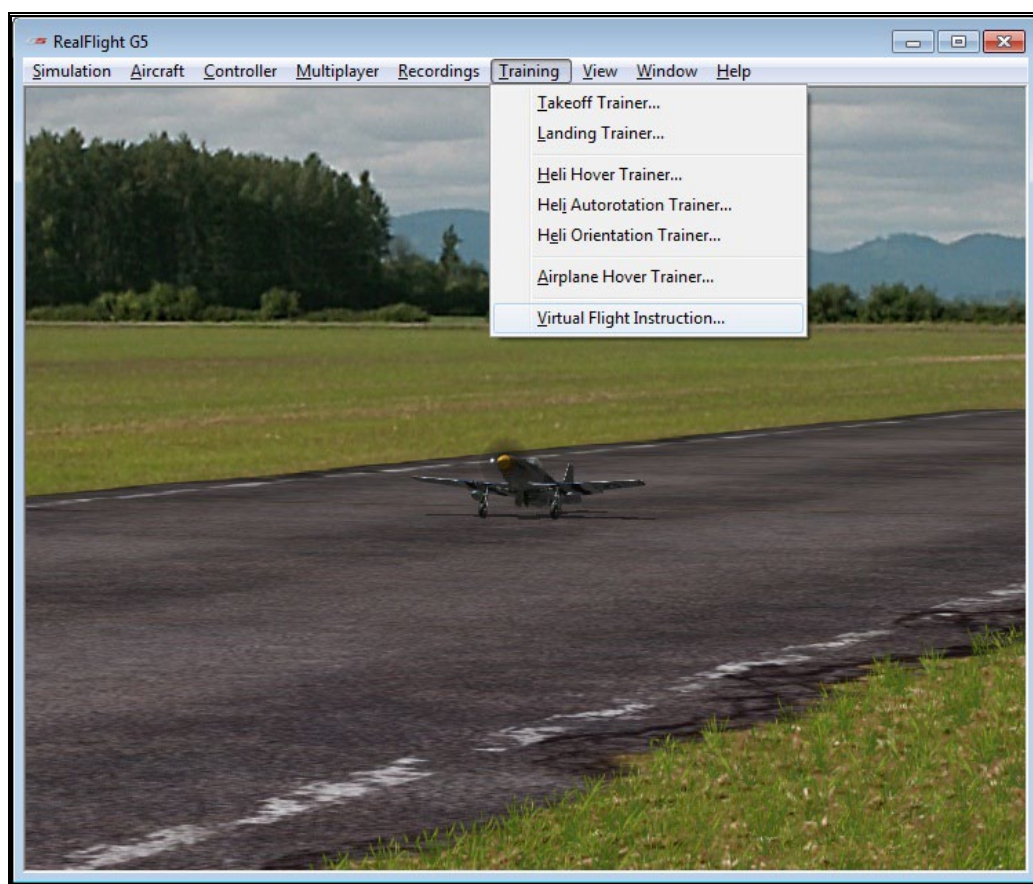 RealFlight G5
Simulation Aircraft Controller Multiplayer Recordings Training View Window Help
Takeoff Trainer...
Landing Trainer...
Heli Hover Trainer...
Heli Autorotation Trainer...
Heli Orientation Trainer...
Airplane Hover Trainer...
Virtual Flight Instruction...